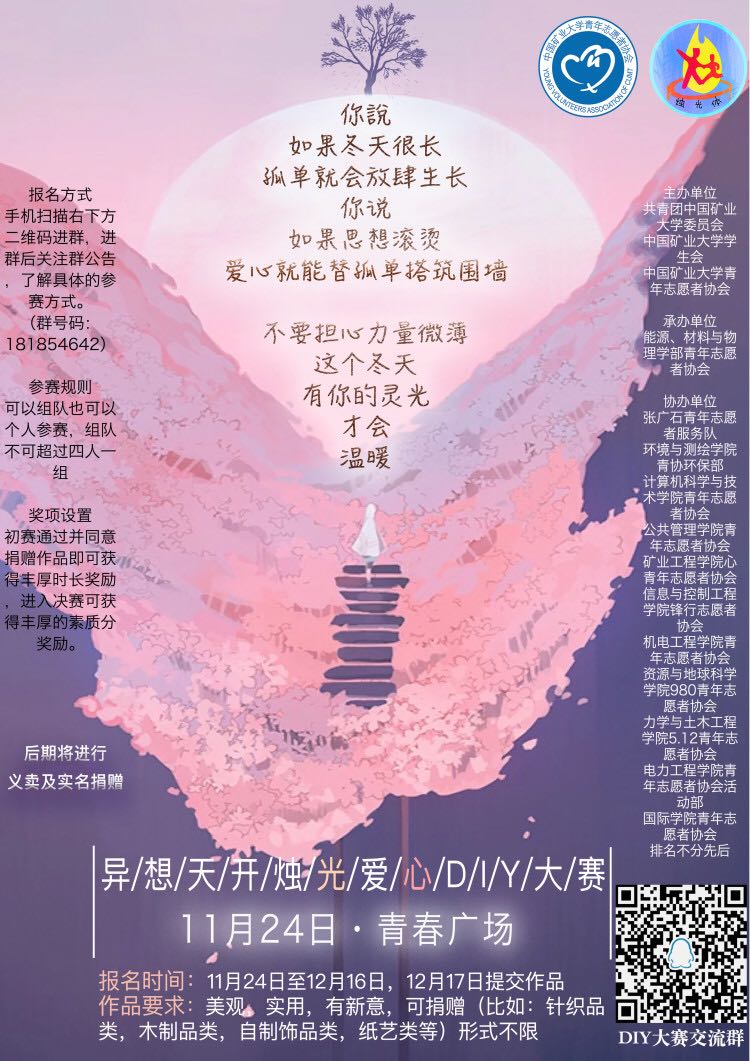 中国矿业大学青年志愿者协会
YOUNG VOLUNTEERS ASSOCIATION OF CUMT
烛光体
你說
如果冬天很长
孤单就会放肆生长
你说
如果思想滚烫
爱心就能替孤单搭筑围墙
不要担心力量微薄
这个冬天
有你的灵光
才会
温暖
报名方式
手机扫描右下方
二维码进群，进
群后关注群公告
，了解具体的参
赛方式。
（群号码：
181854642）
参赛规则
可以组队也可以
个人参赛，组队
不可超过四人一
组
奖项设置
初赛通过并同意
捐赠作品即可获
得丰厚时长奖励
，进入决赛可获
得丰厚的素质分
奖励。
后期将进行
义卖及实名捐赠
主办单位
共青团中国矿业
大学委员会
中国矿业大学学
生会
中国矿业大学青
年志愿者协会
承办单位
能源、材料与物
理学部青年志愿
者协会
协办单位
张广石青年志愿
者服务队
环境与测绘学院
青协环保部
计算机科学与技
术学院青年志愿
者协会
公共管理学院青
年志愿者协会
矿业工程学院心
青年志愿者协会
信息与控制工程
学院锋行志愿者
协会
机电工程学院青
年志愿者协会
资源与地球科学
学院980青年志
愿者协会
力学与土木工程
学院5.12青年志
愿者协会
电力工程学院青
年志愿者协会活
动部
国际学院青年志
愿者协会
排名不分先后
异/想/天/开/烛/光/爱/心/D/I/Y/大/赛
11月24日·青春广场
报名时间：11月24日至12月16日，12月17日提交作品
作品要求：美观、实用，有新意，可捐赠（比如：针织品
类，木制品类，自制饰品类，纸艺类等）形式不限
DIY大赛交流群